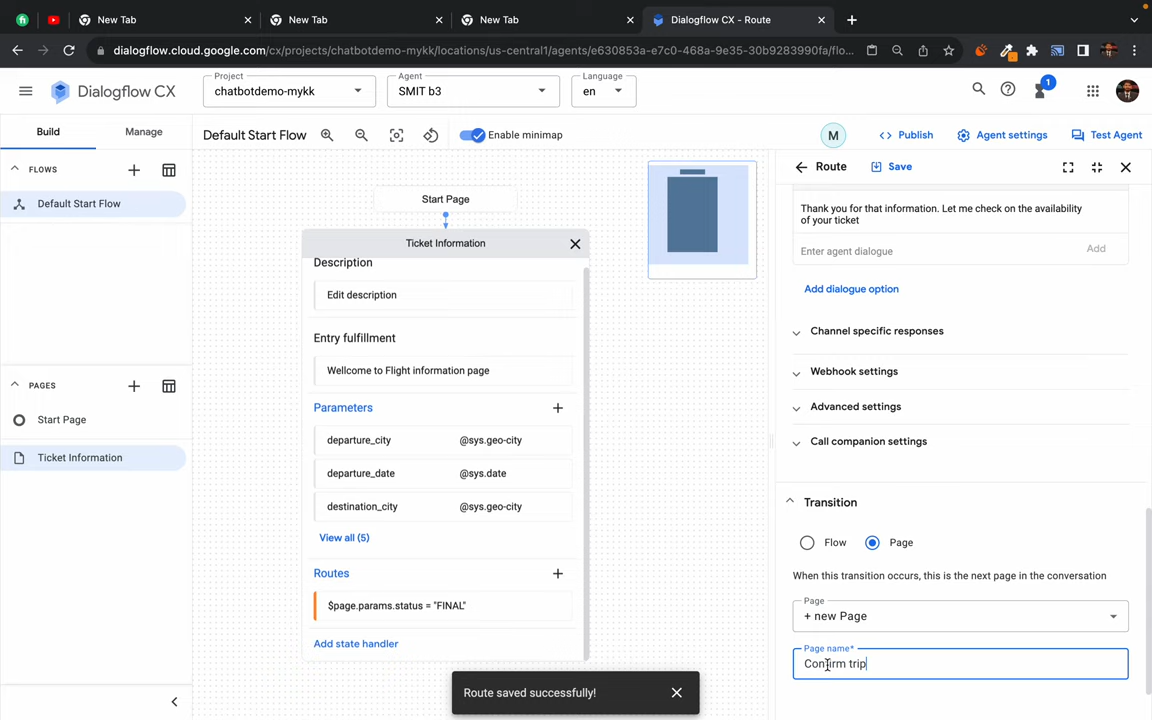 New Tab
New Tab
New Tab
Dialogflow CX - Route
dialogflow.cloud.google.com/cx/projects/chatbotdemo-mykk/locations/us-central1/agents/e630853a-e7c0-468a-9e35-30b9283990fa/flo...
Dialogflow CX
Project
chatbotdemo-mykk
Agent
SMIT b3
Language
en
1
Build
Manage
Default Start Flow
Enable minimap
M
Publish
Agent settings
Test Agent
FLOWS
Default Start Flow
PAGES
Start Page
Ticket Information
Start Page
Ticket Information
Description
Edit description
Entry fulfillment
Wellcome to Flight information page
Parameters
departure_city @sys.geo-city
departure_date @sys.date
destination_city @sys.geo-city
View all (5)
Routes
$page.params.status = "FINAL"
Add state handler
Route saved successfully!
Route
Save
Thank you for that information. Let me check on the availability
of your ticket
Enter agent dialogue
Add
Add dialogue option
Channel specific responses
Webhook settings
Advanced settings
Call companion settings
Transition
Flow
Page
When this transition occurs, this is the next page in the conversation
Page
+ new Page
Page name*
Confirm trip